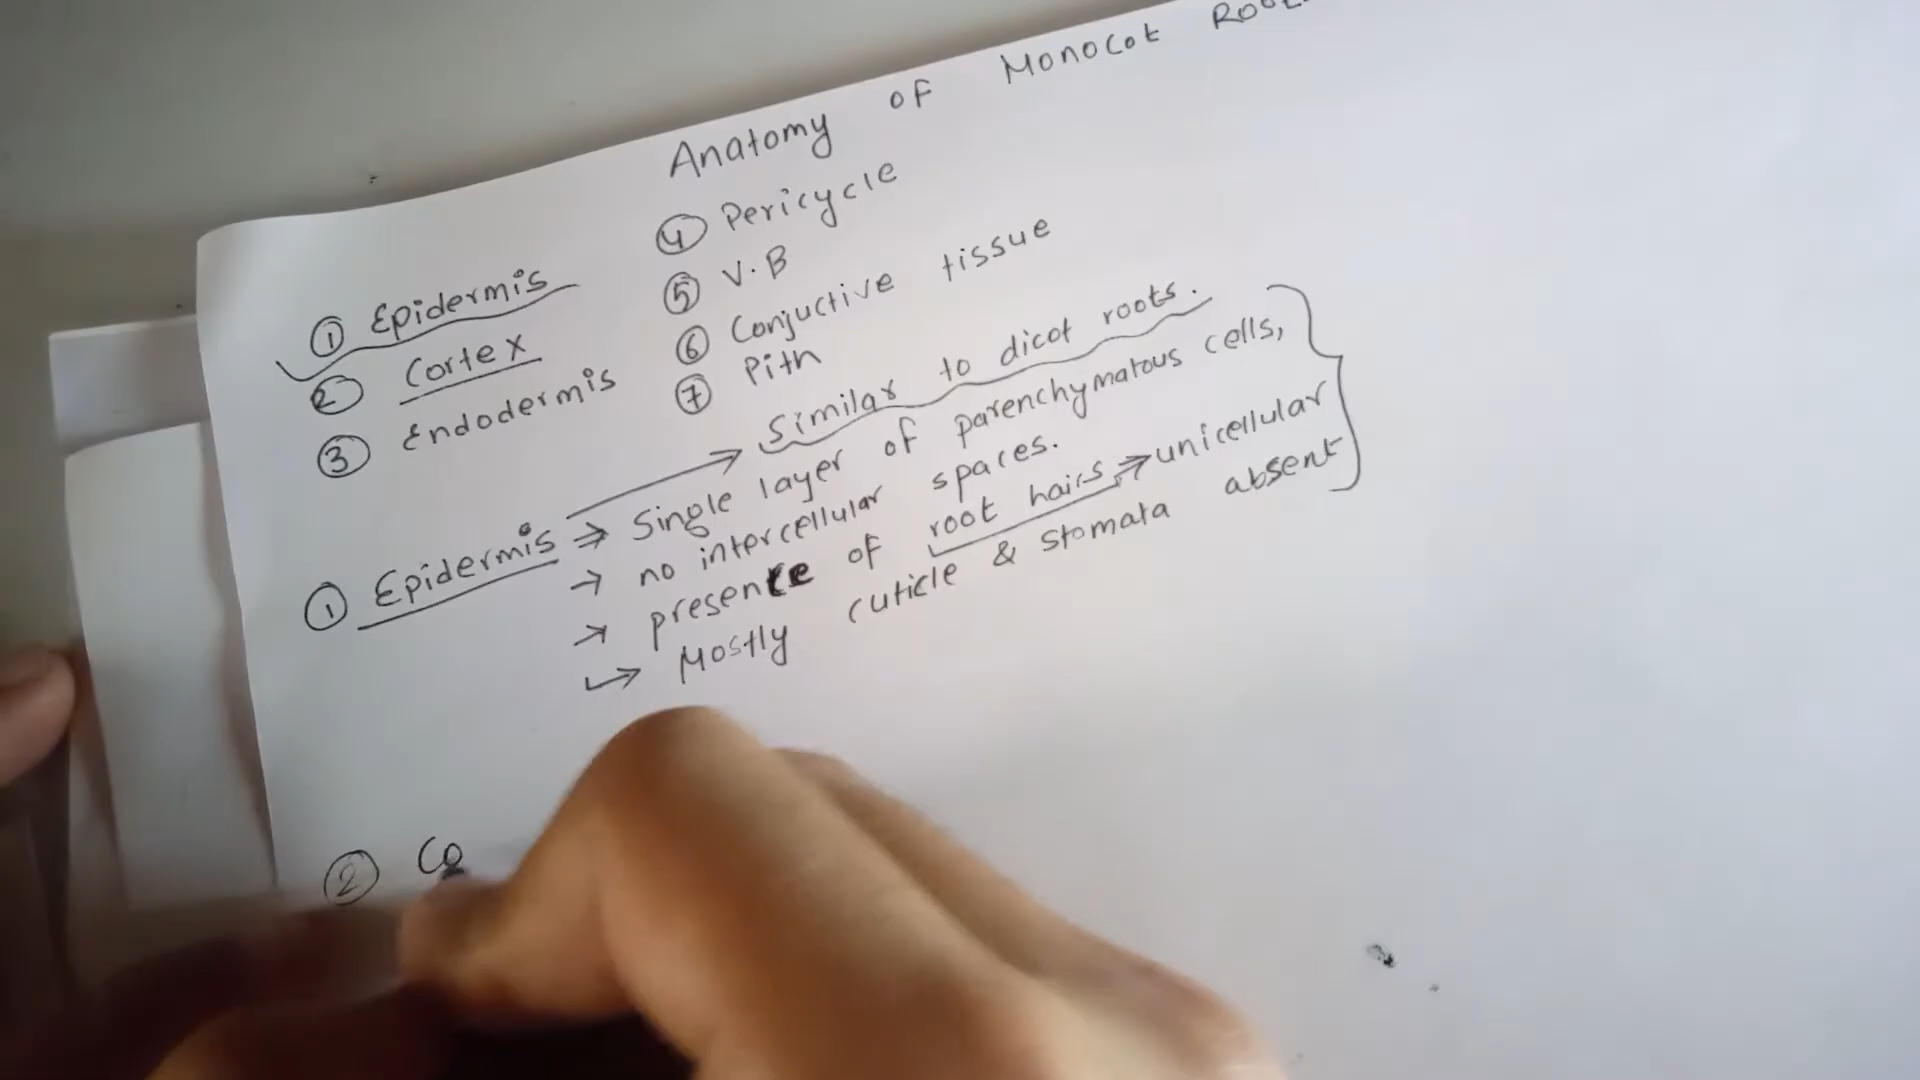 Anatomy of Monocot Root
① Epidermis
② Cortex
③ Endodermis
④ Pericycle
⑤ V.B
⑥ Conjuctive tissue
⑦ Pith
① Epidermis → Similar to dicot roots.
⇒ Single layer of parenchymatous cells,
→ no intercellular spaces.
→ presence of root hairs ⇒ unicellular
↳ Mostly cuticle & stomata absent
② Co